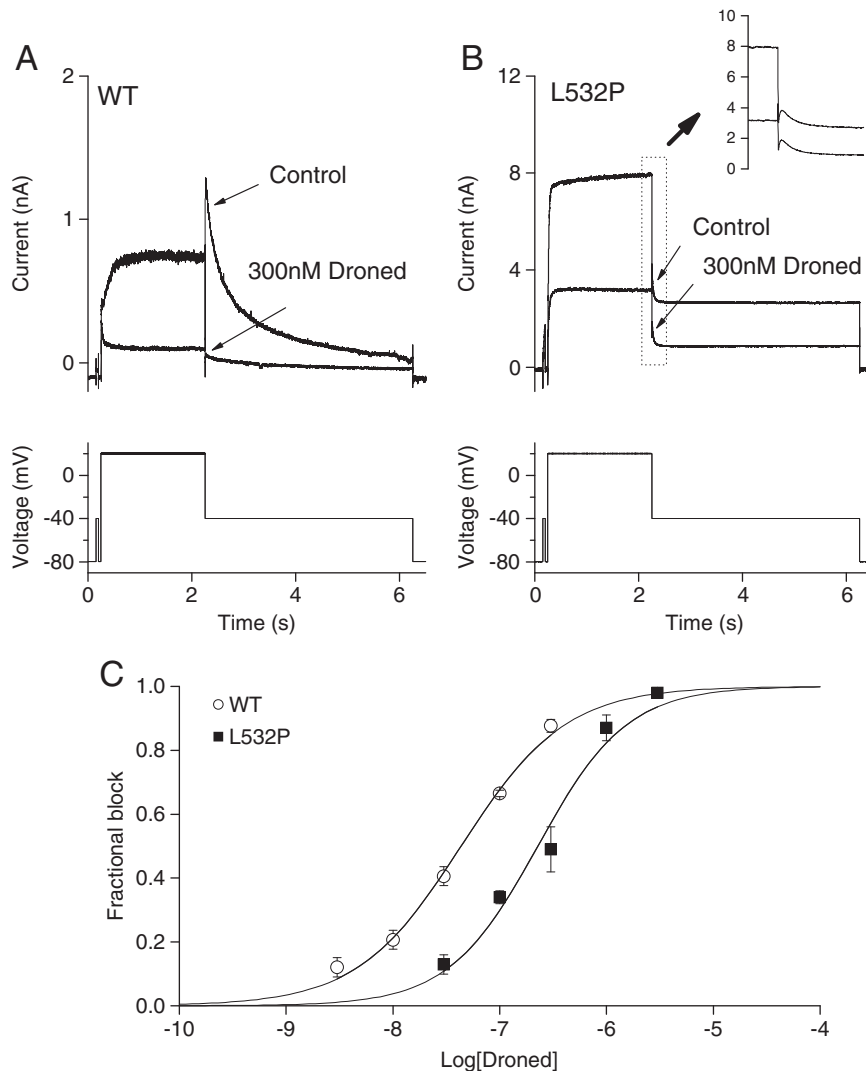 A
WT
2
1
0
Current (nA)
Control
300nM Droned
0
-40
-80
Voltage (mV)
0
2
4
6
Time (s)
B
L532P
12
8
4
0
Current (nA)
10
8
6
4
2
0
Control
300nM Droned
0
-40
-80
Voltage (mV)
0
2
4
6
Time (s)
C
WT
L532P
1.0
0.8
0.6
0.4
0.2
0.0
Fractional block
-10
-9
-8
-7
-6
-5
-4
Log[Droned]